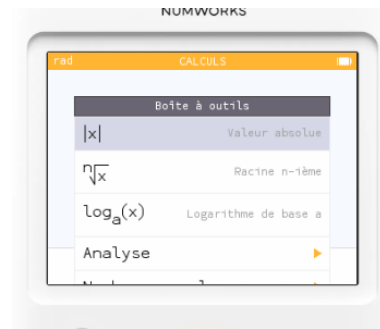 NUMWORKS
rad CALCULS
Boîte à outils
|x| Valeur absolue
ⁿ√x Racine n-ième
logₐ(x) Logarithme de base a
Analyse